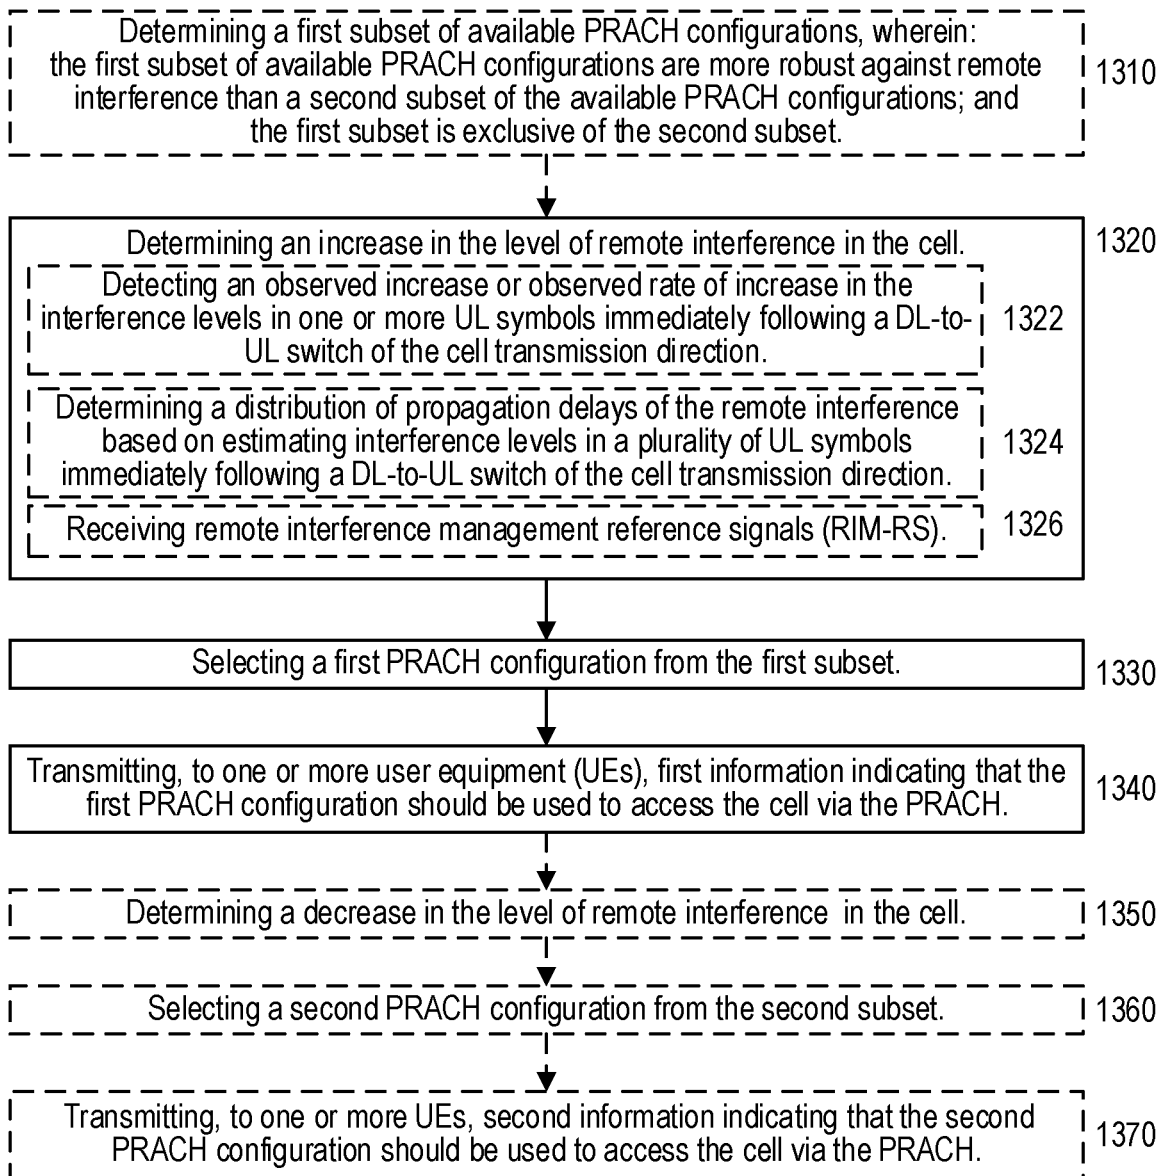 Determining a first subset of available PRACH configurations, wherein:
the first subset of available PRACH configurations are more robust against remote
interference than a second subset of the available PRACH configurations; and
the first subset is exclusive of the second subset.
1310
Determining an increase in the level of remote interference in the cell.
1320
Detecting an observed increase or observed rate of increase in the
interference levels in one or more UL symbols immediately following a DL-to-
UL switch of the cell transmission direction.
1322
Determining a distribution of propagation delays of the remote interference
based on estimating interference levels in a plurality of UL symbols
immediately following a DL-to-UL switch of the cell transmission direction.
1324
Receiving remote interference management reference signals (RIM-RS).
1326
Selecting a first PRACH configuration from the first subset.
1330
Transmitting, to one or more user equipment (UEs), first information indicating that the
first PRACH configuration should be used to access the cell via the PRACH.
1340
Determining a decrease in the level of remote interference in the cell.
1350
Selecting a second PRACH configuration from the second subset.
1360
Transmitting, to one or more UEs, second information indicating that the second
PRACH configuration should be used to access the cell via the PRACH.
1370